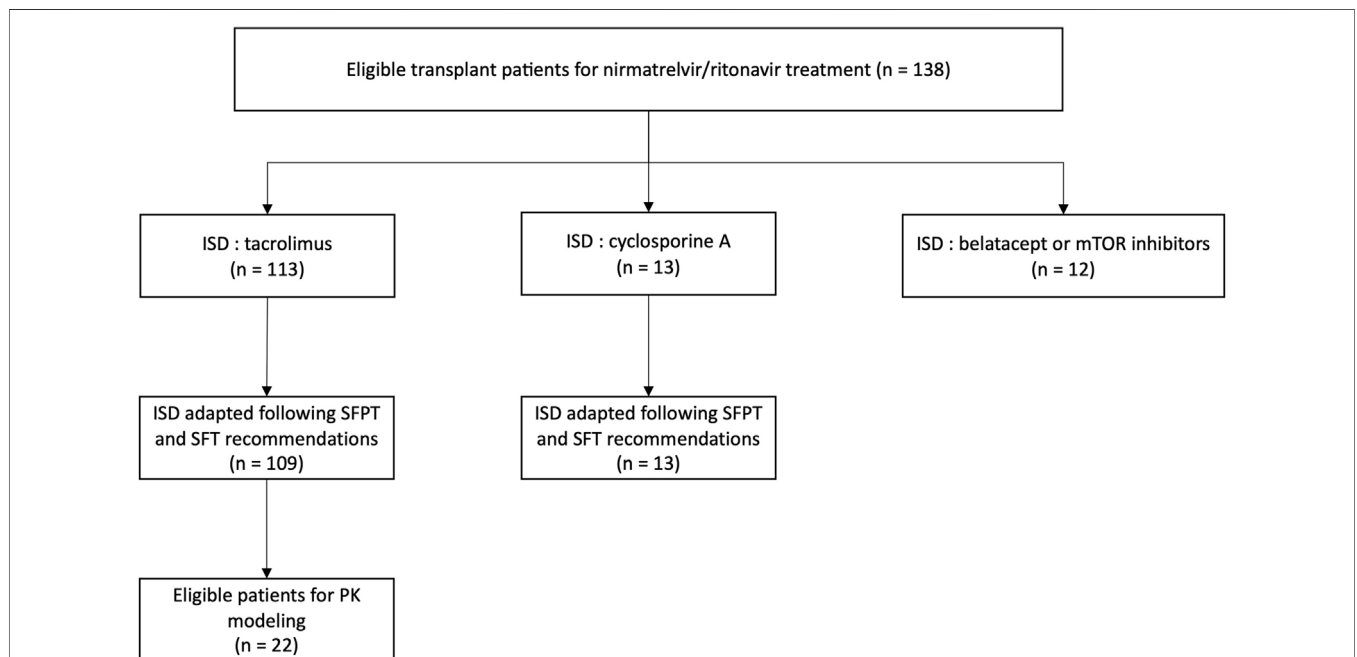 Eligible transplant patients for nirmatrelvir/ritonavir treatment (n = 138)
ISD : tacrolimus
(n = 113)
ISD : cyclosporine A
(n = 13)
ISD : belatacept or mTOR inhibitors
(n = 12)
ISD adapted following SFPT
and SFT recommendations
(n = 109)
ISD adapted following SFPT
and SFT recommendations
(n = 13)
Eligible patients for PK
modeling
(n = 22)